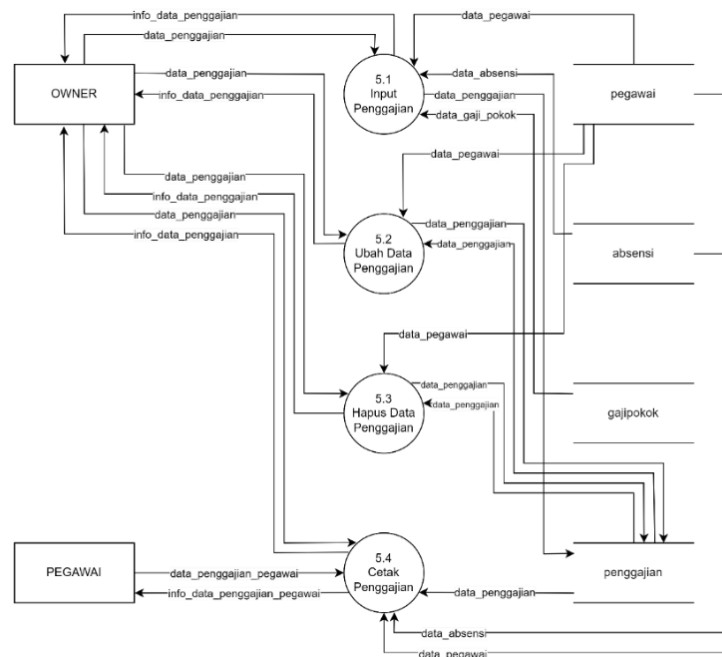 info_data_penggajian
data_pegawai
data_penggajian
OWNER
data_penggajian
info_data_penggajian
5.1
Input
Penggajian
data_absensi
data_penggajian
data_gaji_pokok
pegawai
data_pegawai
data_penggajian
info_data_penggajian
data_penggajian
info_data_penggajian
5.2
Ubah Data
Penggajian
data_penggajian
data_penggajian
absensi
data_pegawai
5.3
Hapus Data
Penggajian
data_penggajian
data_penggajian
gajipokok
PEGAWAI
data_penggajian_pegawai
info_data_penggajian_pegawai
5.4
Cetak
Penggajian
data_penggajian
penggajian
data_absensi
data_pegawai